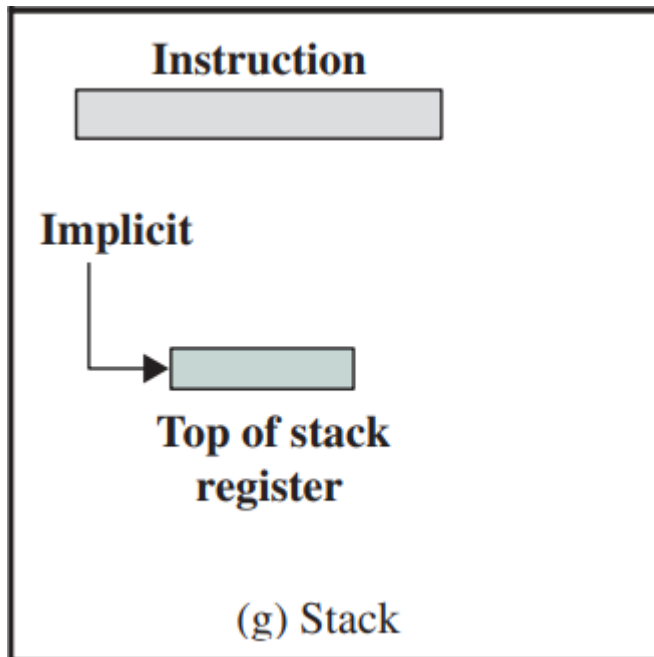 Instruction
Implicit
Top of stack
register
(g) Stack